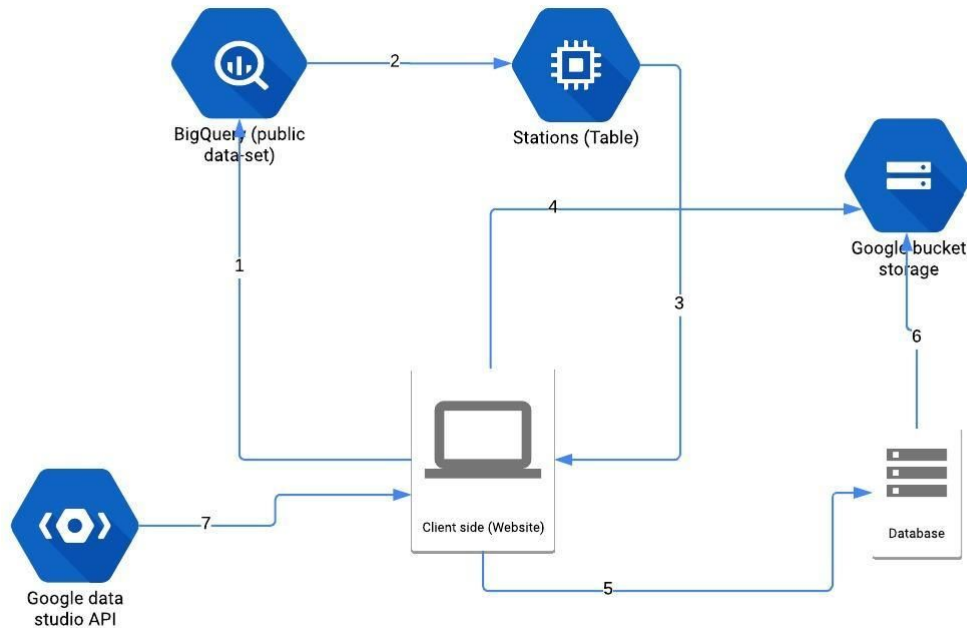 2
BigQuery (public
data-set)
Stations (Table)
4
Google bucket
storage
1
3
6
Client side (Website)
Database
7
5
Google data
studio API